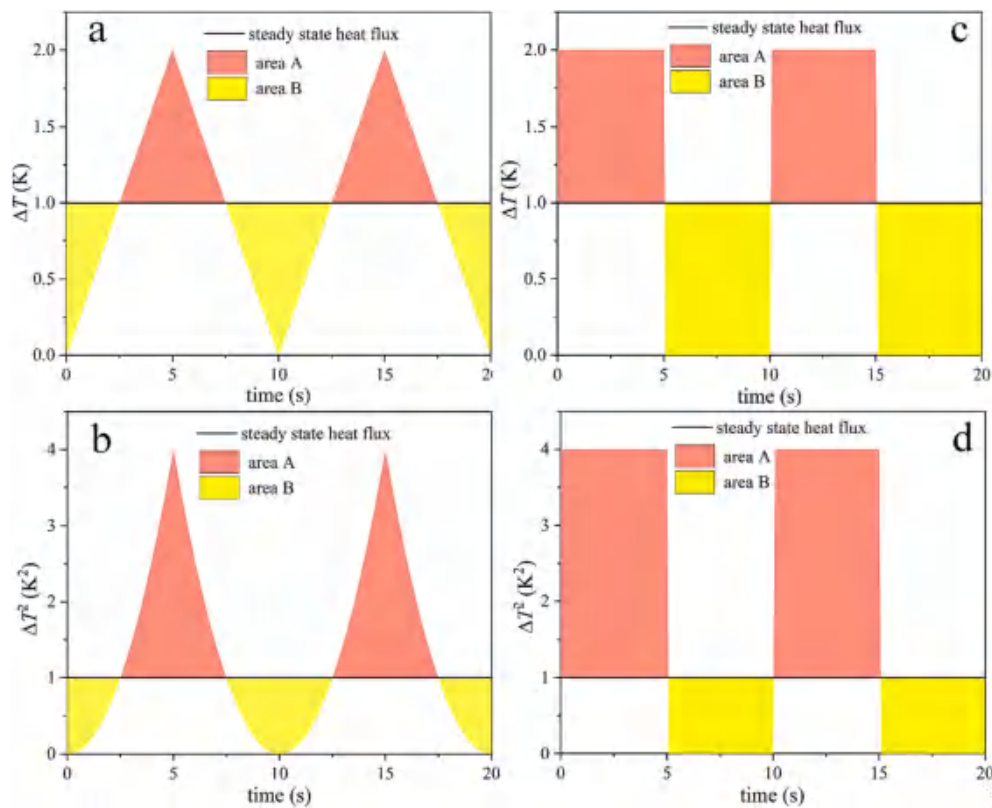 a
steady state heat flux
area A
area B
2.0
1.5
1.0
0.5
0.0
ΔT (K)
0 5 10 15 20
time (s)
c
steady state heat flux
area A
area B
2.0
1.5
1.0
0.5
0.0
ΔT (K)
0 5 10 15 20
time (s)
b
steady state heat flux
area A
area B
4
3
2
1
0
ΔT² (K²)
0 5 10 15 20
time (s)
d
steady state heat flux
area A
area B
4
3
2
1
0
ΔT² (K²)
0 5 10 15 20
time (s)